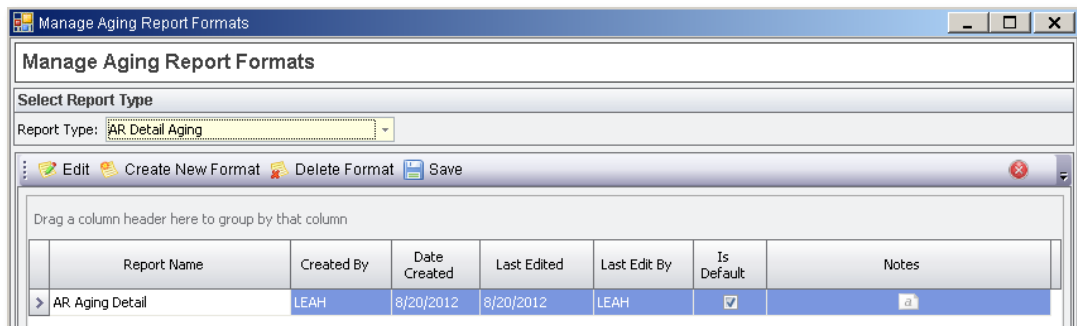 Manage Aging Report Formats
Manage Aging Report Formats
Select Report Type
Report Type: AR Detail Aging
Edit Create New Format Delete Format Save
Drag a column header here to group by that column
Report Name Created By Date Created Last Edited Last Edit By Is Default Notes
AR Aging Detail LEAH 8/20/2012 8/20/2012 LEAH a